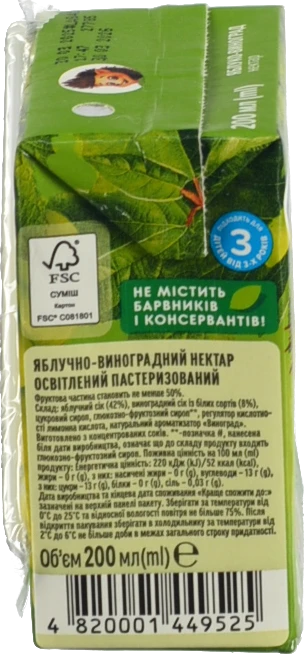 ЯБЛУКО-ВИНОГРАД
НЕКТАР
200 мл(ml)
ПІДХОДИТЬ ДЛЯ
ДІТЕЙ ВІД 3-Х РОКІВ
3
FSC
СУМІШ
Картон
FSC® C081801
НЕ МІСТИТЬ
БАРВНИКІВ
І КОНСЕРВАНТІВ!
ЯБЛУЧНО-ВИНОГРАДНИЙ НЕКТАР
ОСВІТЛЕНИЙ ПАСТЕРИЗОВАНИЙ
Фруктова частина становить не менше 50%.
Склад: яблучний сік (42%), виноградний сік із білих сортів (8%),
цукровий сироп, глюкозно-фруктозний сироп**, регулятор кислотно-
сті лимонна кислота, натуральний ароматизатор «Виноград».
Виготовлено з концентрованих соків. **-позначка #, нанесена
біля дати виробництва, означає що до складу продукту входить
глюкозно-фруктозний сироп. Поживна цінність на 100 мл (ml)
продукту: Енергетична цінність: 220 кДж (kJ)/52 ккал (kcal),
жири – 0 г (g), з них: насичені жири – 0 г (g), вуглеводи – 13 г (g),
з них: цукри – 13 г (g), білки – 0 г (g), сіль – 0,03 г (g).
Дата виробництва та кінцева дата споживання «Краще спожити до:»
зазначені на верхній панелі пакету. Зберігати за температури від
0°С до 25°С та відносної вологості повітря не більше 75%. Після
відкриття пакування зберігати в холодильнику за температури від
2°С до 6°С не більше доби в межах загального строку придатності.
Об'єм 200 мл(ml) ℮
4 820001 449525